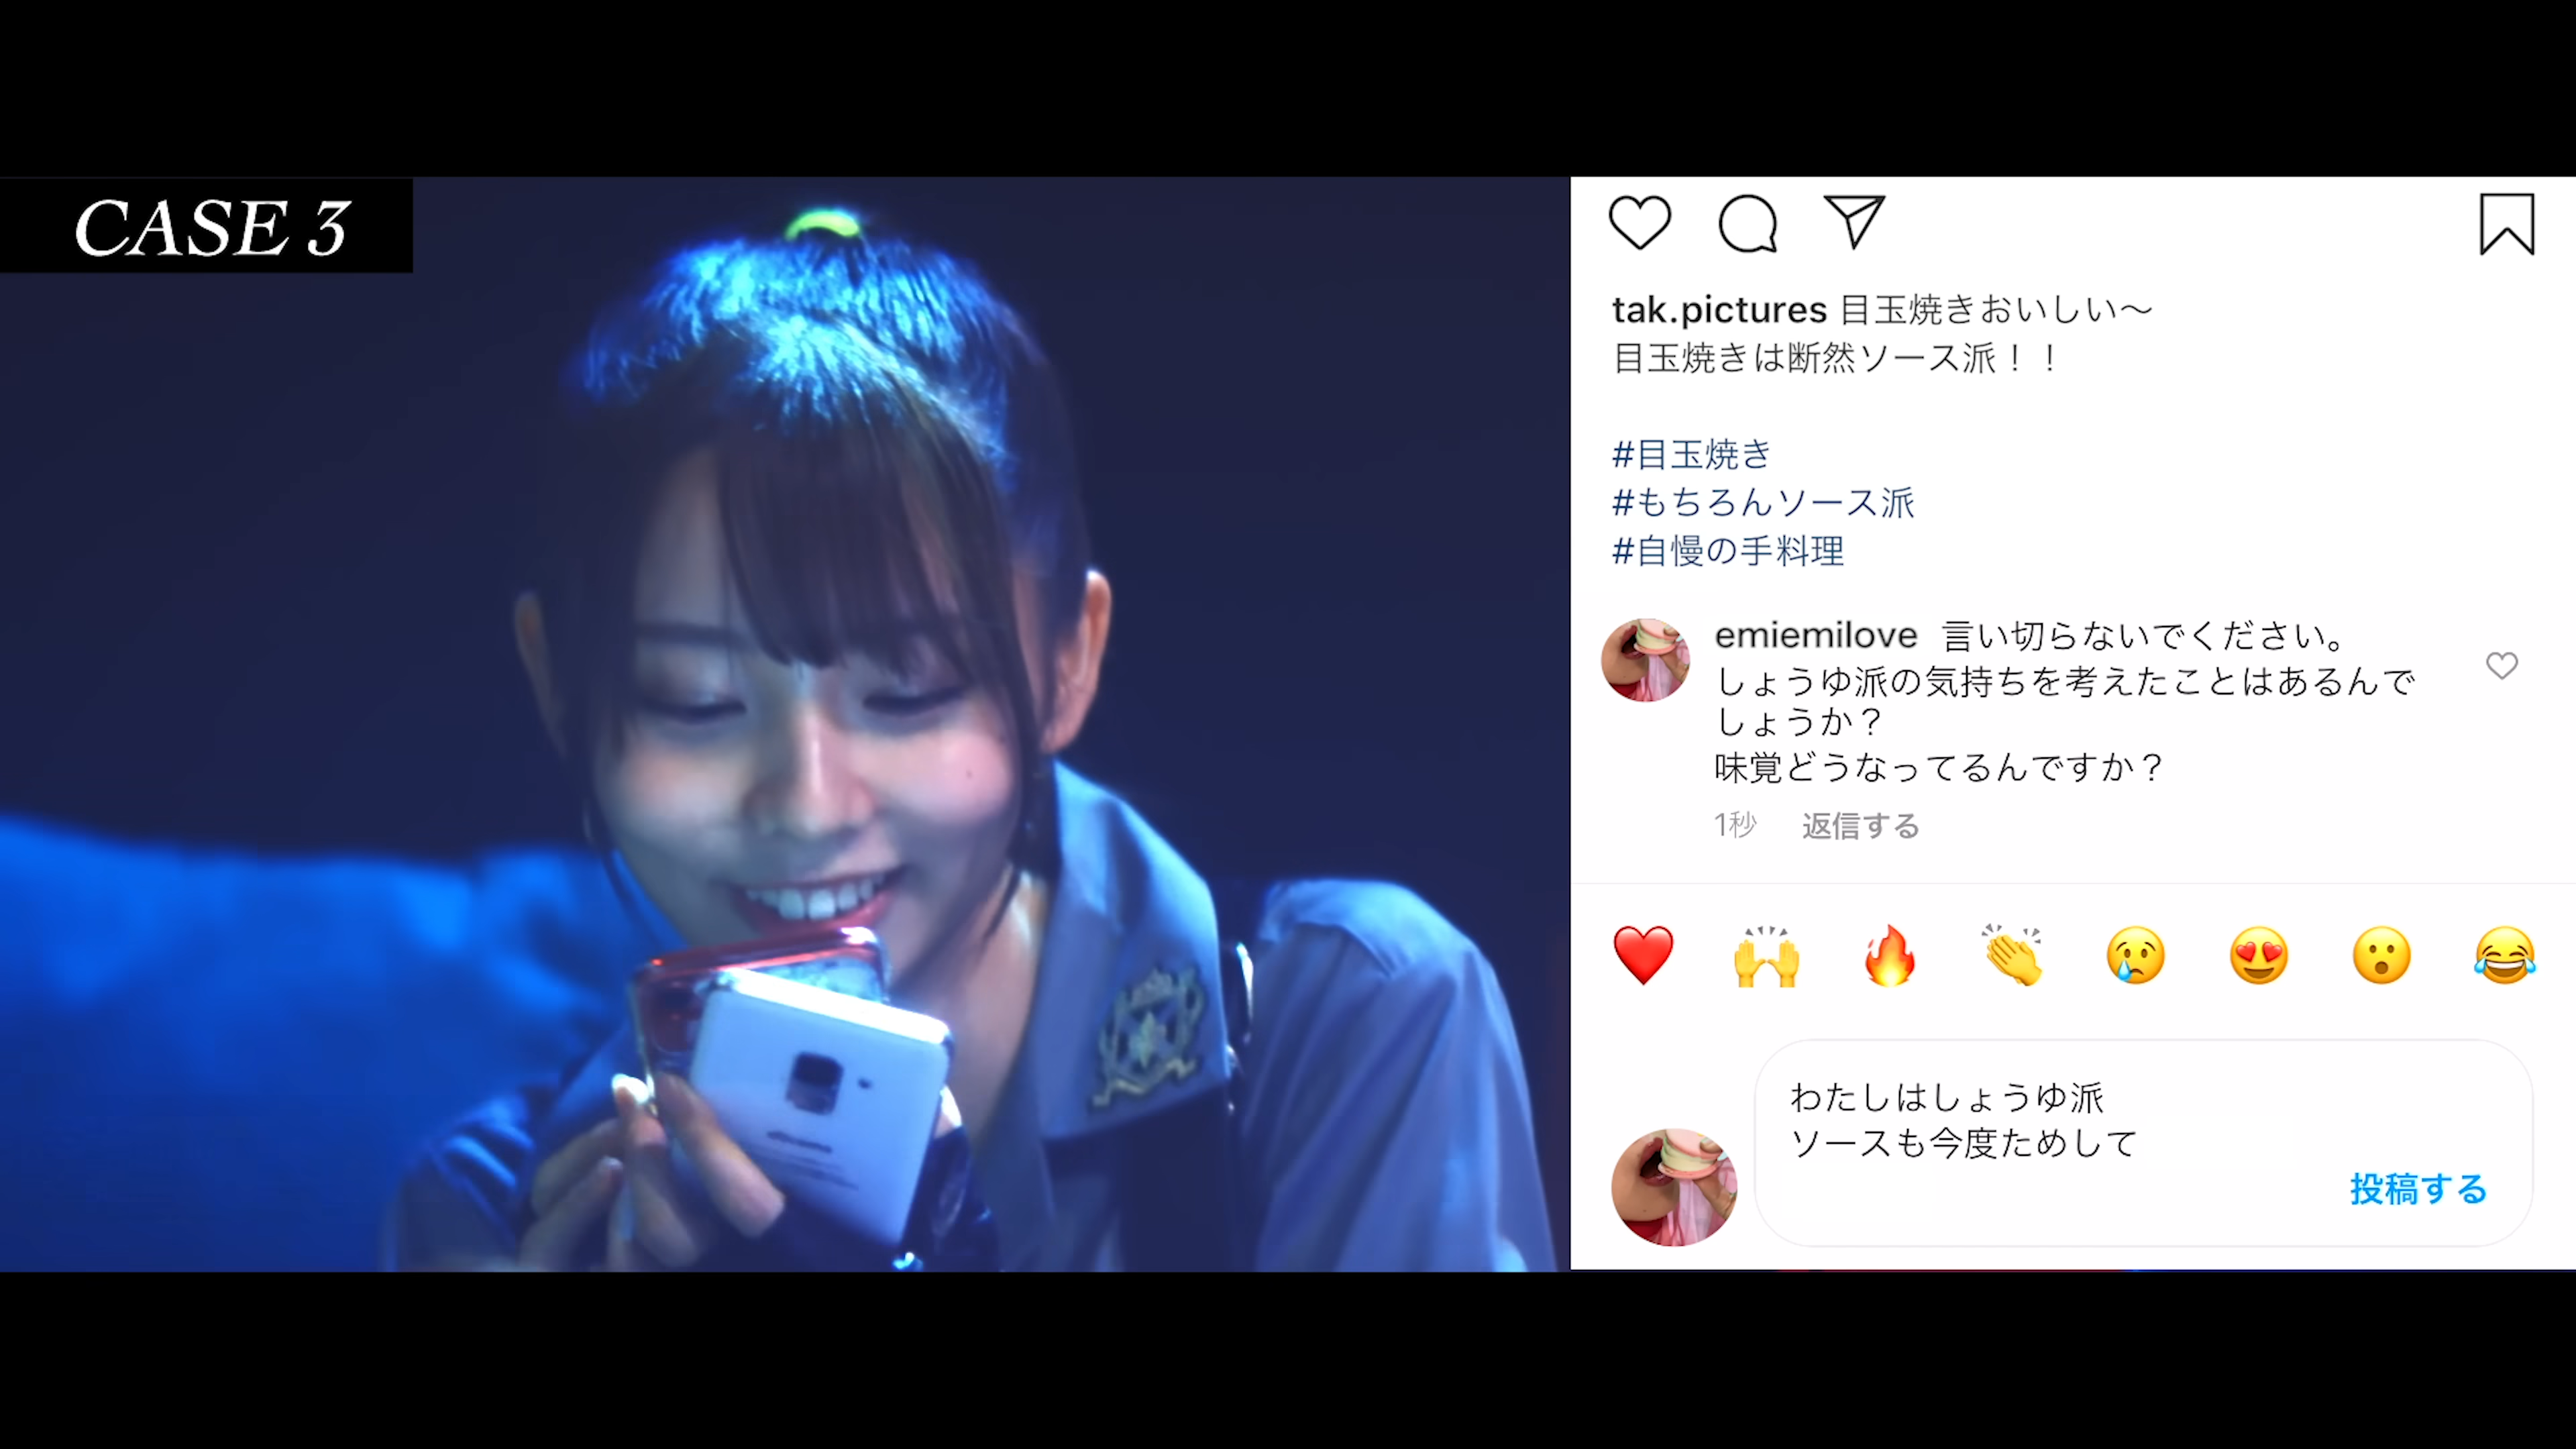 CASE 3
tak.pictures 目玉焼きおいしい〜
目玉焼きは断然ソース派！！
#目玉焼き
#もちろんソース派
#自慢の手料理
emiemilove 言い切らないでください。
しょうゆ派の気持ちを考えたことはあるんで
しょうか？
味覚どうなってるんですか？
1秒 返信する
わたしはしょうゆ派
ソースも今度ためして
投稿する